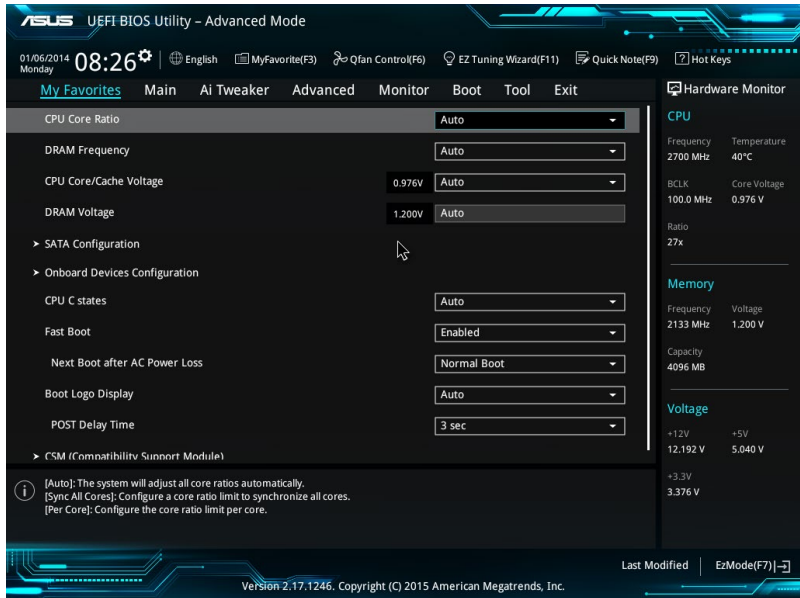 ASUS UEFI BIOS Utility – Advanced Mode
01/06/2014 Monday 08:26 English MyFavorite(F3) Qfan Control(F6) EZ Tuning Wizard(F11) Quick Note(F9) ? Hot Keys
My Favorites Main Ai Tweaker Advanced Monitor Boot Tool Exit
CPU Core Ratio Auto
DRAM Frequency Auto
CPU Core/Cache Voltage 0.976V Auto
DRAM Voltage 1.200V Auto
> SATA Configuration
> Onboard Devices Configuration
CPU C states Auto
Fast Boot Enabled
Next Boot after AC Power Loss Normal Boot
Boot Logo Display Auto
POST Delay Time 3 sec
> CSM (Compatibility Support Module)
[Auto]: The system will adjust all core ratios automatically.
[Sync All Cores]: Configure a core ratio limit to synchronize all cores.
[Per Core]: Configure the core ratio limit per core.
Hardware Monitor
CPU
Frequency Temperature
2700 MHz 40°C
BCLK Core Voltage
100.0 MHz 0.976 V
Ratio
27x
Memory
Frequency Voltage
2133 MHz 1.200 V
Capacity
4096 MB
Voltage
+12V +5V
12.192 V 5.040 V
+3.3V
3.376 V
Last Modified EzMode(F7)
Version 2.17.1246. Copyright (C) 2015 American Megatrends, Inc.